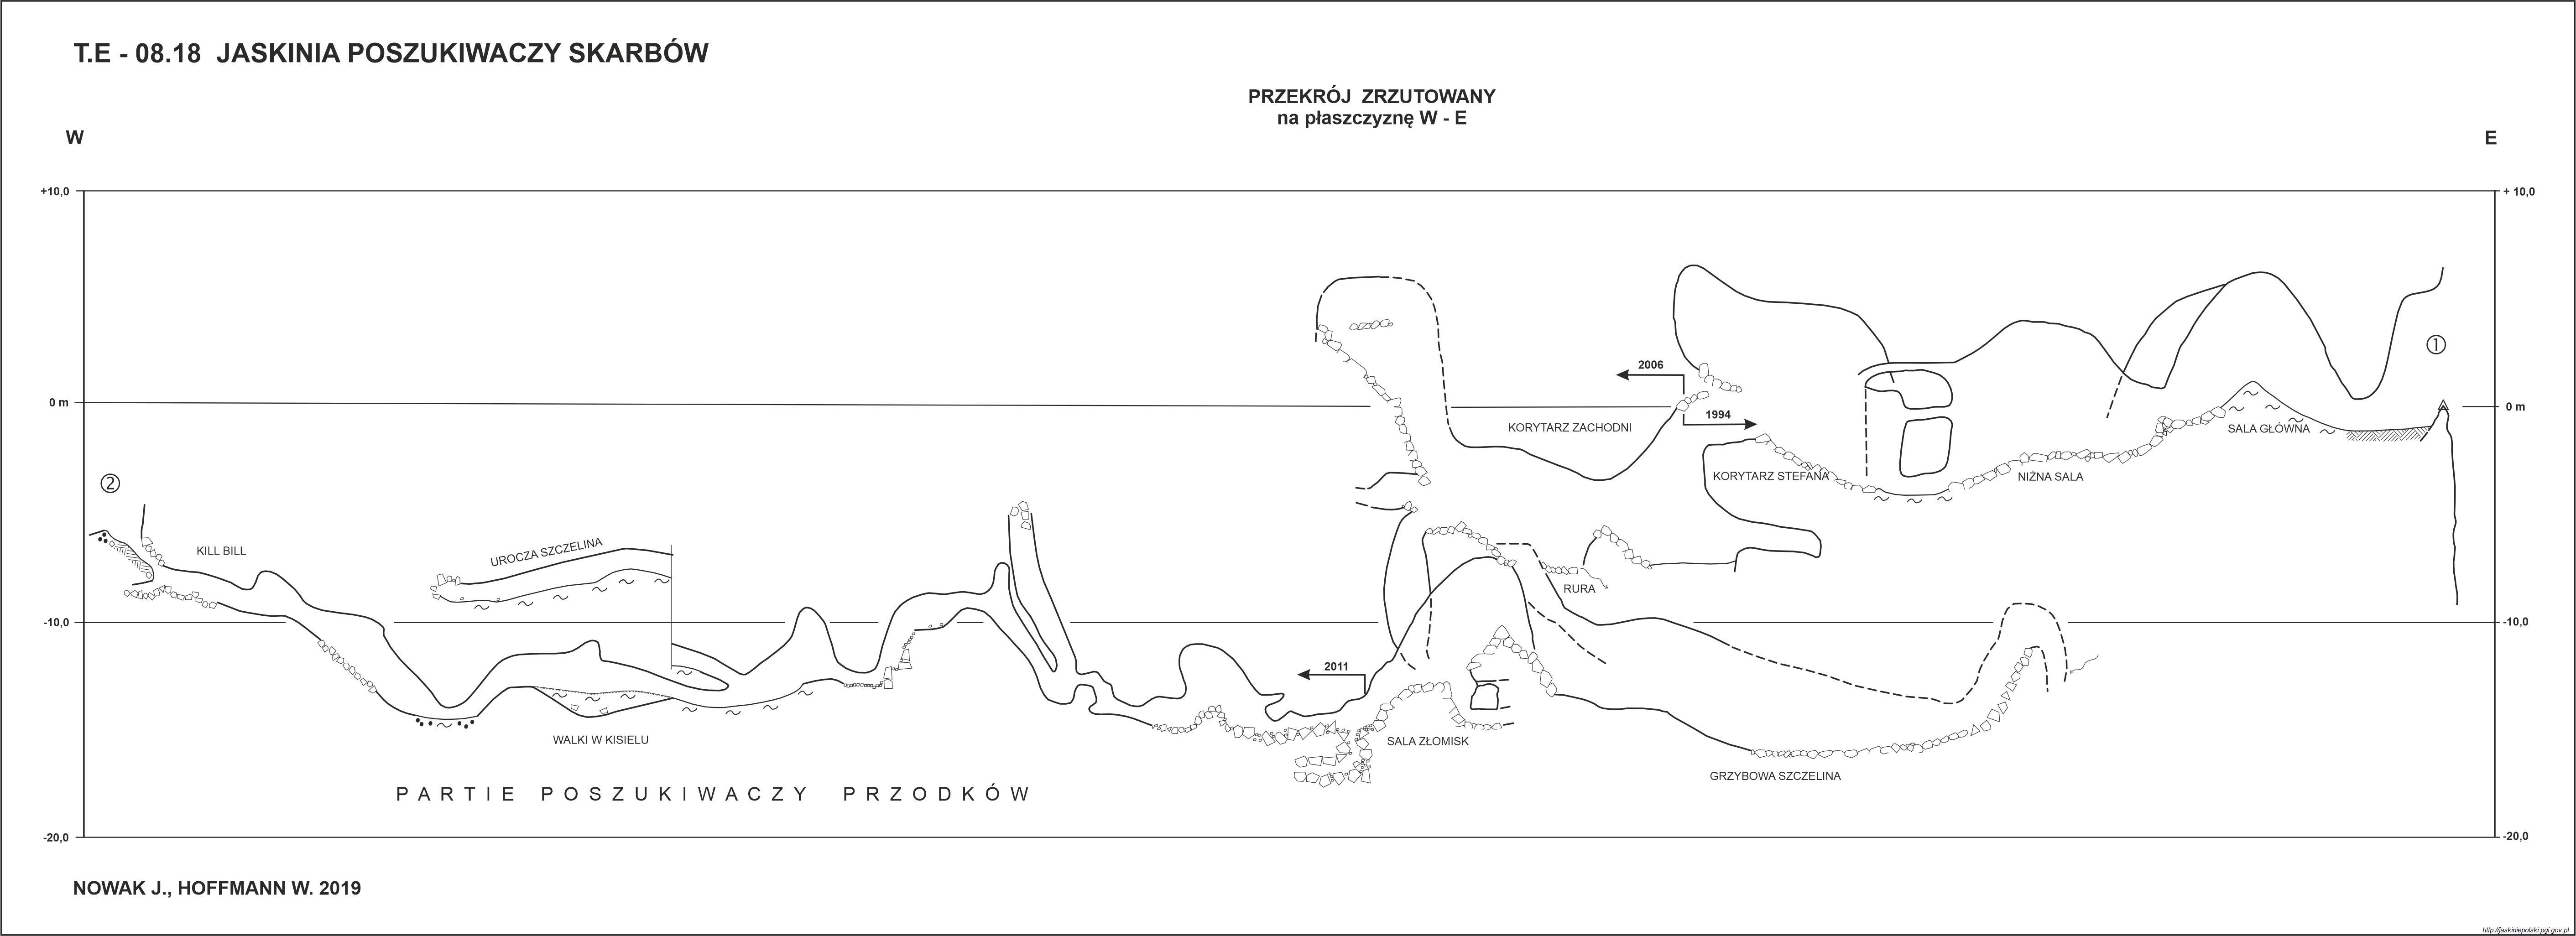 T.E - 08.18 JASKINIA POSZUKIWACZY SKARBÓW
PRZEKRÓJ ZRZUTOWANY
na płaszczyznę W - E
W
E
+10,0
+ 10,0
2006
1
0 m
0 m
1994
KORYTARZ ZACHODNI
SALA GŁÓWNA
KORYTARZ STEFANA
NIŻNA SALA
2
KILL BILL
UROCZA SZCZELINA
RURA
-10,0
-10,0
2011
WALKI W KISIELU
SALA ZŁOMISK
GRZYBOWA SZCZELINA
PARTIE POSZUKIWACZY PRZODKÓW
-20,0
-20,0
NOWAK J., HOFFMANN W. 2019
http://jaskiniepolski.pgi.gov.pl